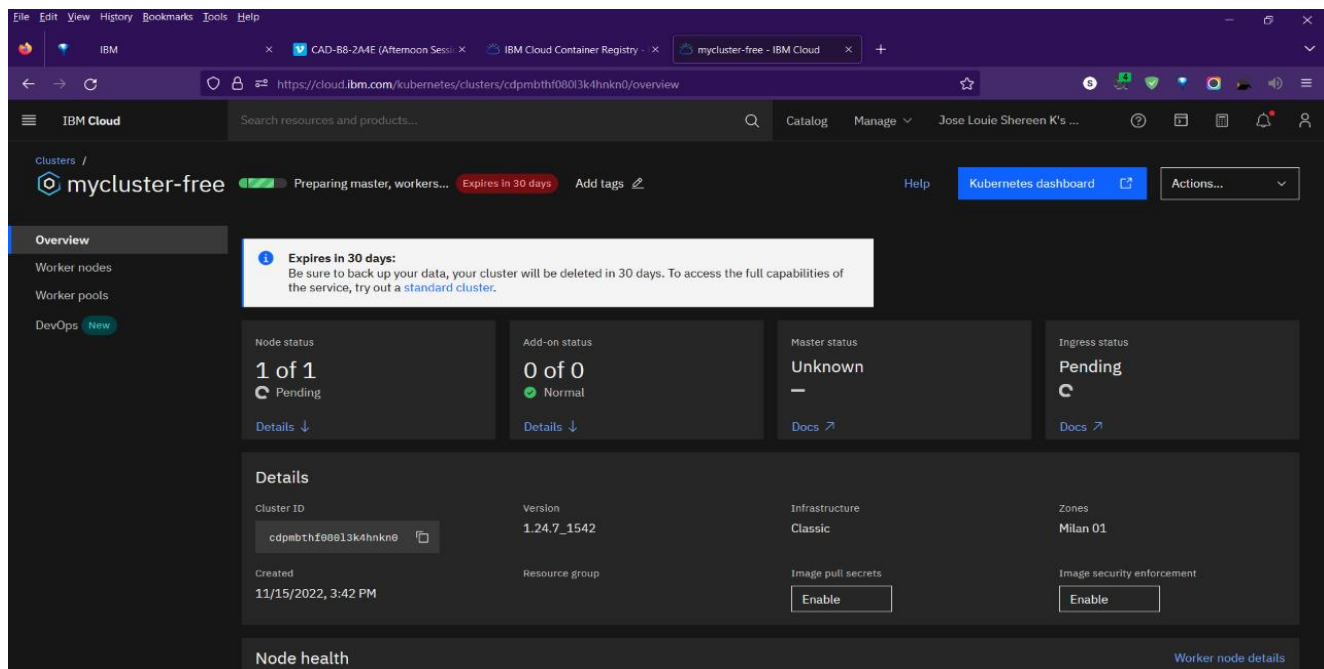 File Edit View History Bookmarks Tools Help
IBM
CAD-B8-2A4E (Afternoon Sessi
IBM Cloud Container Registry -
mycluster-free - IBM Cloud
https://cloud.ibm.com/kubernetes/clusters/cdpmbthf080l3k4hnkn0/overview
S
4
IBM Cloud
Search resources and products...
Catalog
Manage
Jose Louie Shereen K's ...
Clusters /
mycluster-free
Preparing master, workers...
Expires in 30 days
Add tags
Help
Kubernetes dashboard
Actions...
Overview
Worker nodes
Worker pools
DevOps New
Expires in 30 days:
Be sure to back up your data, your cluster will be deleted in 30 days. To access the full capabilities of
the service, try out a standard cluster.
Node status
1 of 1
Pending
Details ↓
Add-on status
0 of 0
Normal
Details ↓
Master status
Unknown
–
Docs ↗
Ingress status
Pending
Docs ↗
Details
Cluster ID
cdpmbthf080l3k4hnkn0
Version
1.24.7_1542
Infrastructure
Classic
Zones
Milan 01
Created
11/15/2022, 3:42 PM
Resource group
Image pull secrets
Enable
Image security enforcement
Enable
Node health
Worker node details